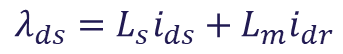 λ_ds = L_s i_ds + L_m i_dr